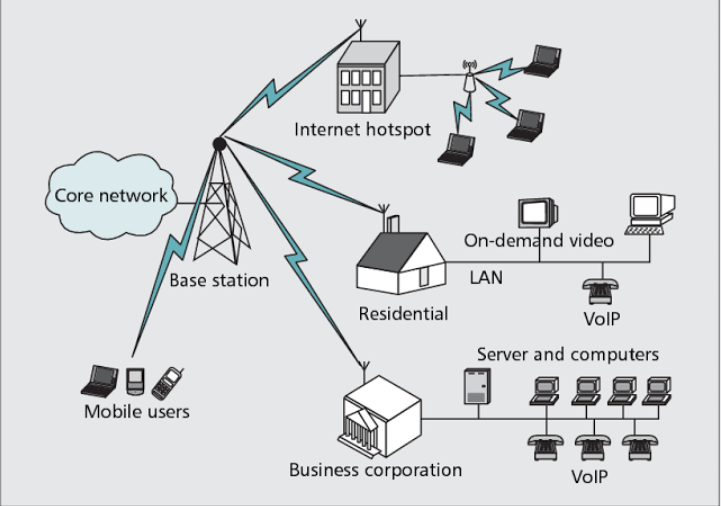 Internet hotspot
Core network
Base station
On-demand video
LAN
Residential
VoIP
Mobile users
Server and computers
Business corporation
VoIP